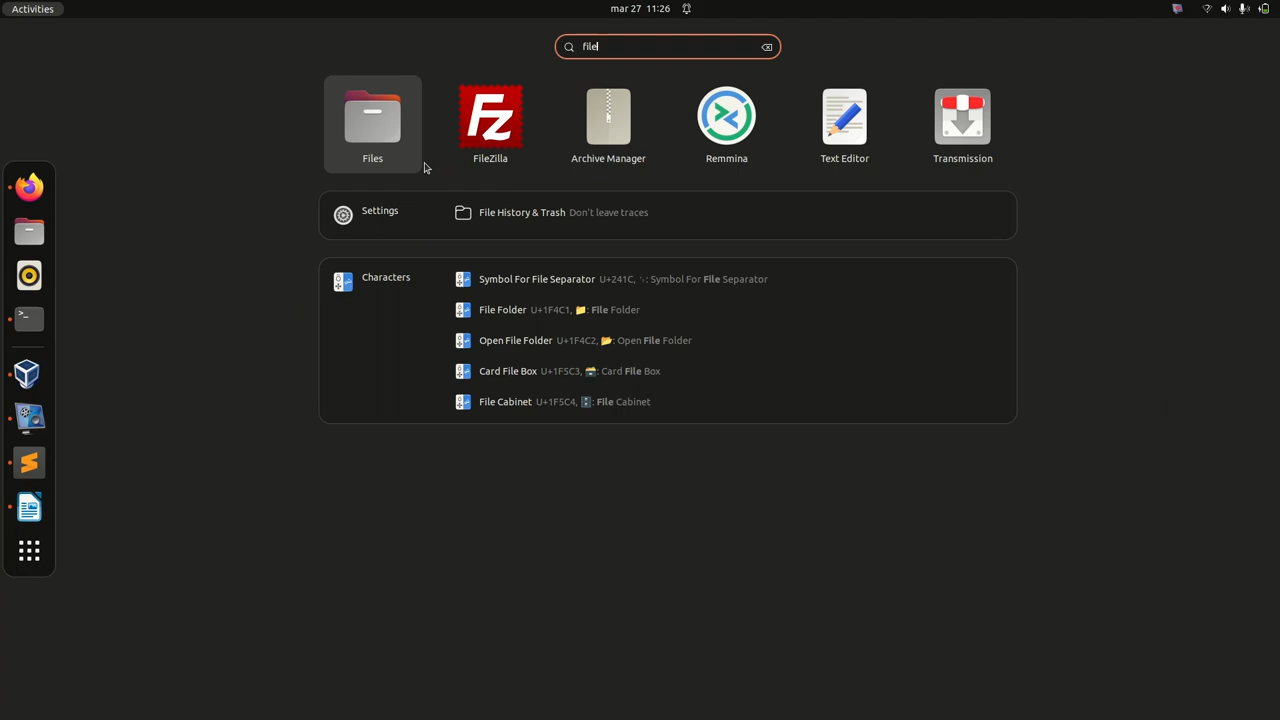 Activities
mar 27 11:26
file
Fz
Files
FileZilla
Archive Manager
Remmina
Text Editor
Transmission
Settings
File History & Trash Don't leave traces
Characters
Symbol For File Separator U+241C, ␜: Symbol For File Separator
File Folder U+1F4C1, 📁: File Folder
Open File Folder U+1F4C2, 📂: Open File Folder
Card File Box U+1F5C3, 🗃: Card File Box
File Cabinet U+1F5C4, 🗄: File Cabinet
>_